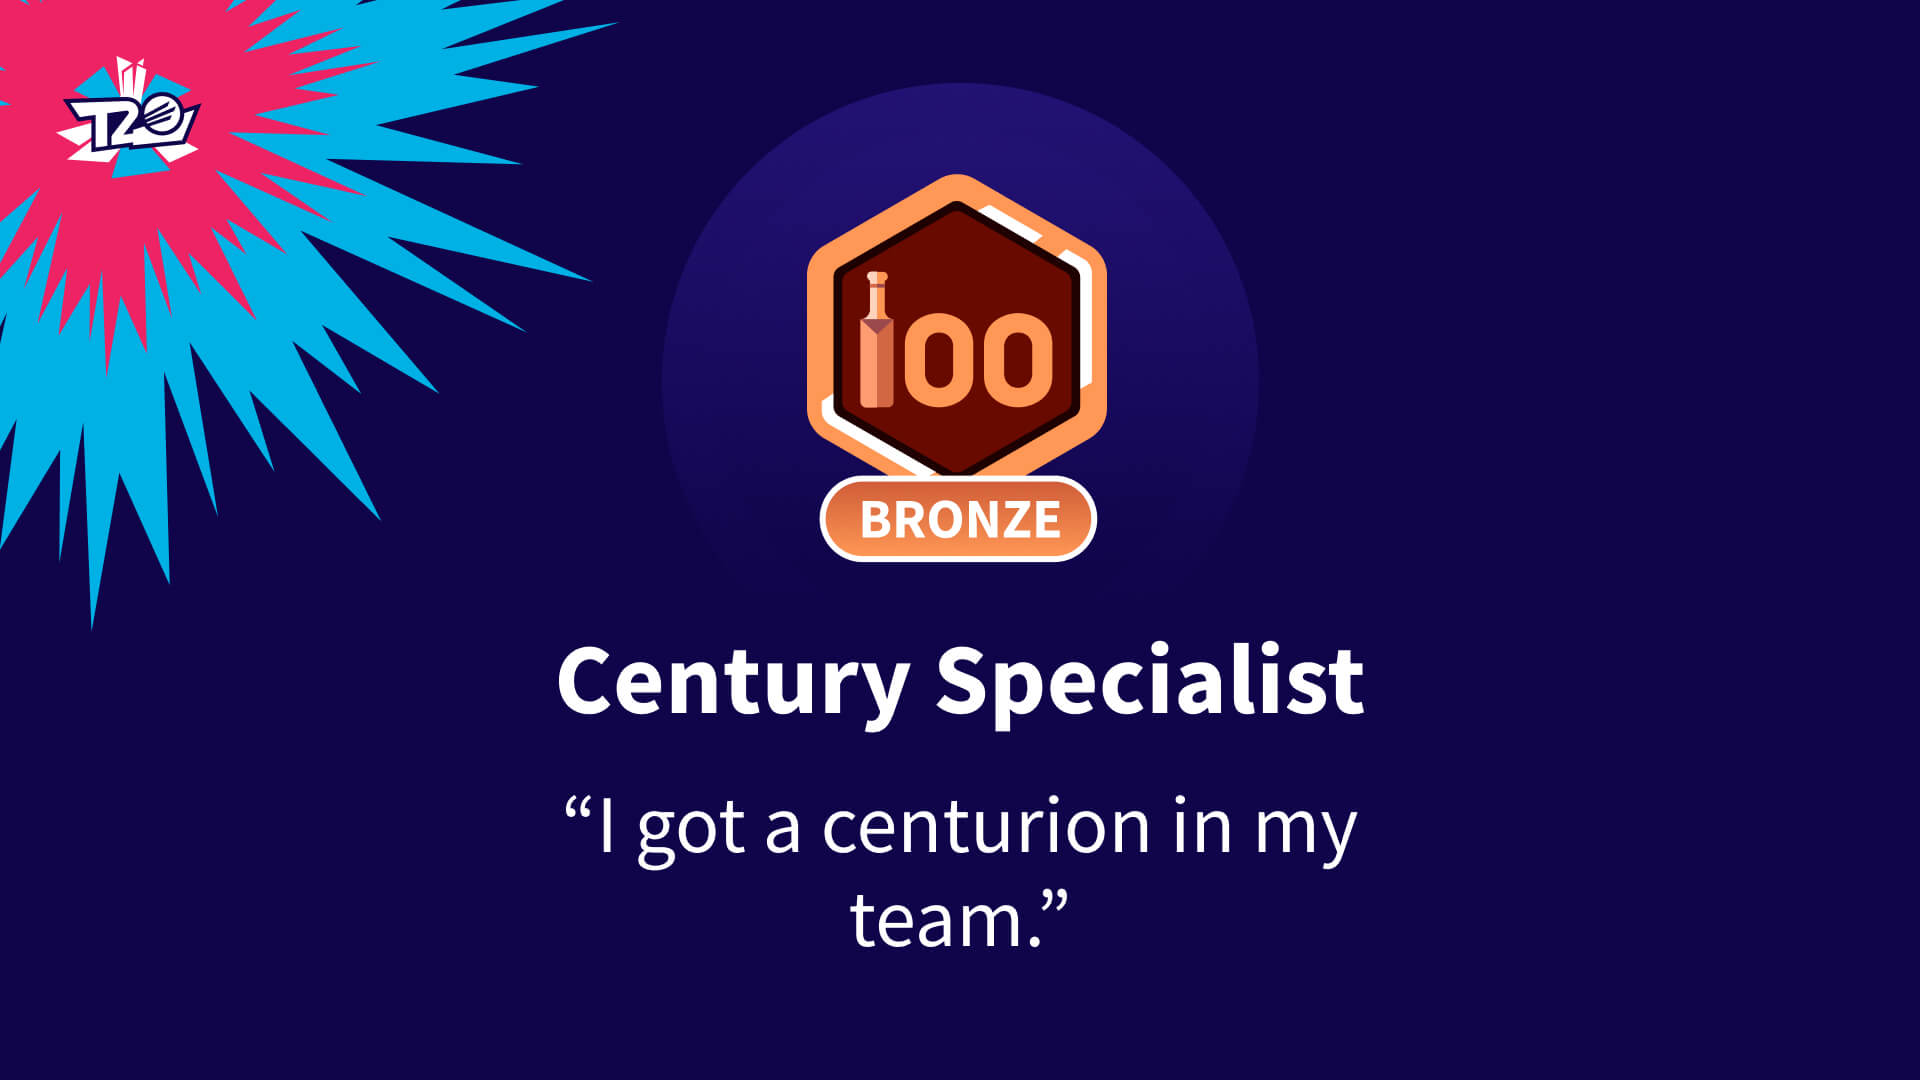 T20
100
BRONZE
Century Specialist
“I got a centurion in my
team.”